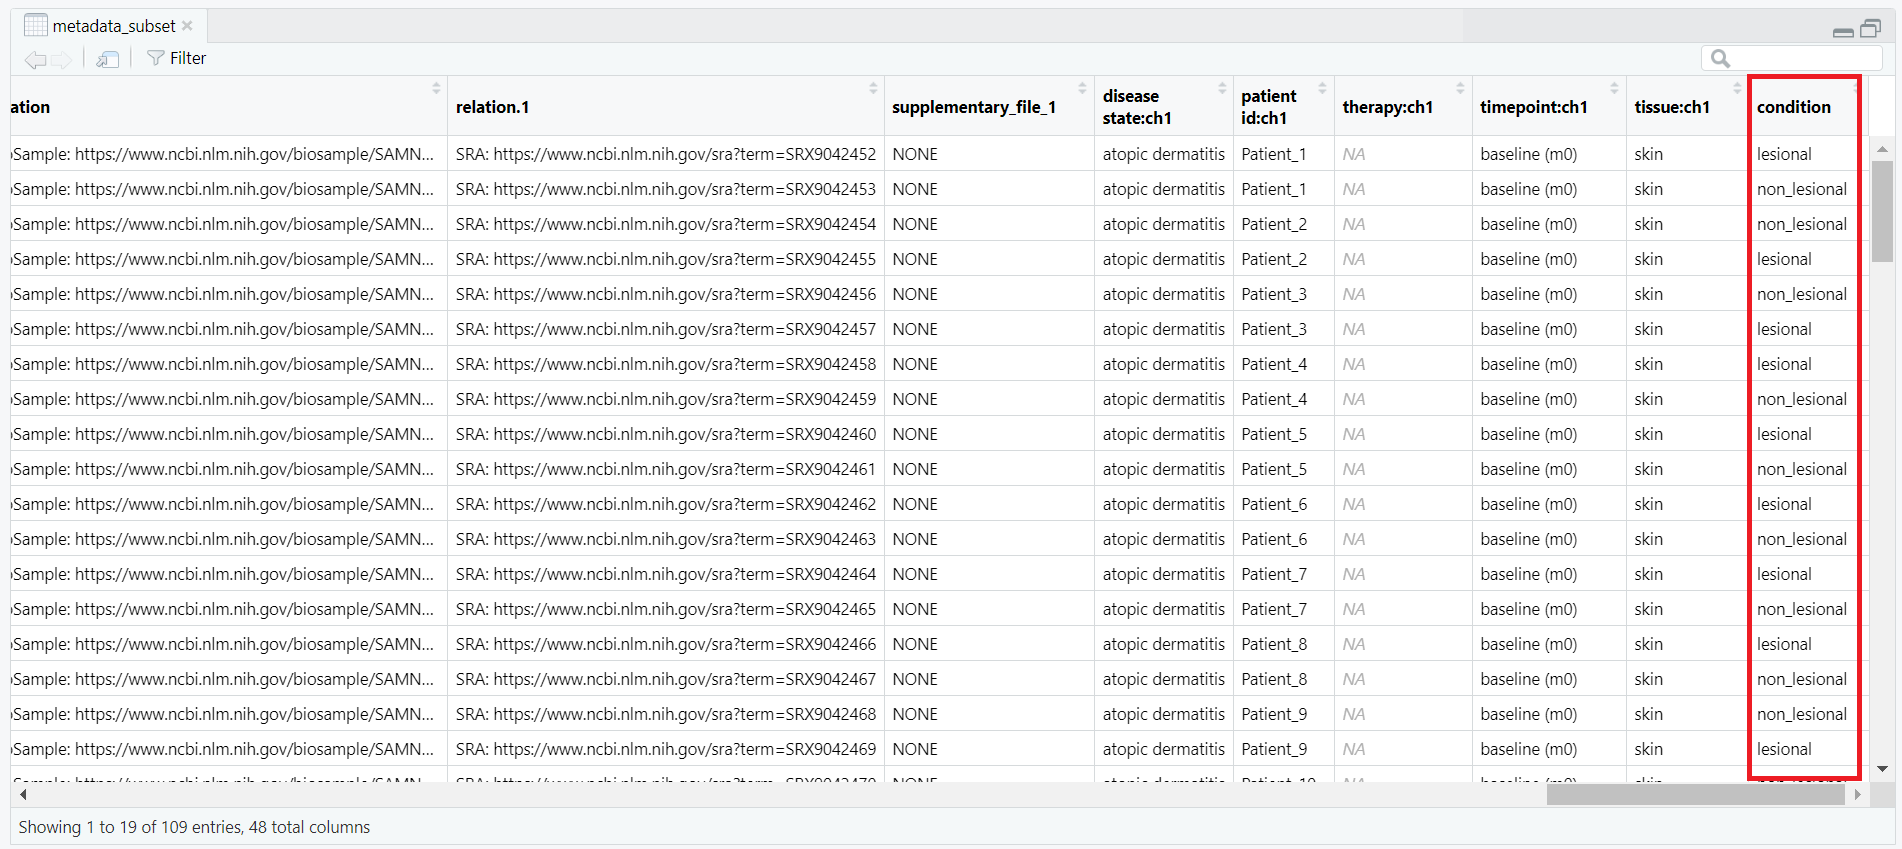 metadata_subset
Filter
ation relation.1 supplementary_file_1 disease state:ch1 patient id:ch1 therapy:ch1 timepoint:ch1 tissue:ch1 condition
Sample: https://www.ncbi.nlm.nih.gov/biosample/SAMN... SRA: https://www.ncbi.nlm.nih.gov/sra?term=SRX9042452 NONE atopic dermatitis Patient_1 NA baseline (m0) skin lesional
Sample: https://www.ncbi.nlm.nih.gov/biosample/SAMN... SRA: https://www.ncbi.nlm.nih.gov/sra?term=SRX9042453 NONE atopic dermatitis Patient_1 NA baseline (m0) skin non_lesional
Sample: https://www.ncbi.nlm.nih.gov/biosample/SAMN... SRA: https://www.ncbi.nlm.nih.gov/sra?term=SRX9042454 NONE atopic dermatitis Patient_2 NA baseline (m0) skin non_lesional
Sample: https://www.ncbi.nlm.nih.gov/biosample/SAMN... SRA: https://www.ncbi.nlm.nih.gov/sra?term=SRX9042455 NONE atopic dermatitis Patient_2 NA baseline (m0) skin lesional
Sample: https://www.ncbi.nlm.nih.gov/biosample/SAMN... SRA: https://www.ncbi.nlm.nih.gov/sra?term=SRX9042456 NONE atopic dermatitis Patient_3 NA baseline (m0) skin non_lesional
Sample: https://www.ncbi.nlm.nih.gov/biosample/SAMN... SRA: https://www.ncbi.nlm.nih.gov/sra?term=SRX9042457 NONE atopic dermatitis Patient_3 NA baseline (m0) skin lesional
Sample: https://www.ncbi.nlm.nih.gov/biosample/SAMN... SRA: https://www.ncbi.nlm.nih.gov/sra?term=SRX9042458 NONE atopic dermatitis Patient_4 NA baseline (m0) skin lesional
Sample: https://www.ncbi.nlm.nih.gov/biosample/SAMN... SRA: https://www.ncbi.nlm.nih.gov/sra?term=SRX9042459 NONE atopic dermatitis Patient_4 NA baseline (m0) skin non_lesional
Sample: https://www.ncbi.nlm.nih.gov/biosample/SAMN... SRA: https://www.ncbi.nlm.nih.gov/sra?term=SRX9042460 NONE atopic dermatitis Patient_5 NA baseline (m0) skin lesional
Sample: https://www.ncbi.nlm.nih.gov/biosample/SAMN... SRA: https://www.ncbi.nlm.nih.gov/sra?term=SRX9042461 NONE atopic dermatitis Patient_5 NA baseline (m0) skin non_lesional
Sample: https://www.ncbi.nlm.nih.gov/biosample/SAMN... SRA: https://www.ncbi.nlm.nih.gov/sra?term=SRX9042462 NONE atopic dermatitis Patient_6 NA baseline (m0) skin lesional
Sample: https://www.ncbi.nlm.nih.gov/biosample/SAMN... SRA: https://www.ncbi.nlm.nih.gov/sra?term=SRX9042463 NONE atopic dermatitis Patient_6 NA baseline (m0) skin non_lesional
Sample: https://www.ncbi.nlm.nih.gov/biosample/SAMN... SRA: https://www.ncbi.nlm.nih.gov/sra?term=SRX9042464 NONE atopic dermatitis Patient_7 NA baseline (m0) skin lesional
Sample: https://www.ncbi.nlm.nih.gov/biosample/SAMN... SRA: https://www.ncbi.nlm.nih.gov/sra?term=SRX9042465 NONE atopic dermatitis Patient_7 NA baseline (m0) skin non_lesional
Sample: https://www.ncbi.nlm.nih.gov/biosample/SAMN... SRA: https://www.ncbi.nlm.nih.gov/sra?term=SRX9042466 NONE atopic dermatitis Patient_8 NA baseline (m0) skin lesional
Sample: https://www.ncbi.nlm.nih.gov/biosample/SAMN... SRA: https://www.ncbi.nlm.nih.gov/sra?term=SRX9042467 NONE atopic dermatitis Patient_8 NA baseline (m0) skin non_lesional
Sample: https://www.ncbi.nlm.nih.gov/biosample/SAMN... SRA: https://www.ncbi.nlm.nih.gov/sra?term=SRX9042468 NONE atopic dermatitis Patient_9 NA baseline (m0) skin non_lesional
Sample: https://www.ncbi.nlm.nih.gov/biosample/SAMN... SRA: https://www.ncbi.nlm.nih.gov/sra?term=SRX9042469 NONE atopic dermatitis Patient_9 NA baseline (m0) skin lesional
Showing 1 to 19 of 109 entries, 48 total columns